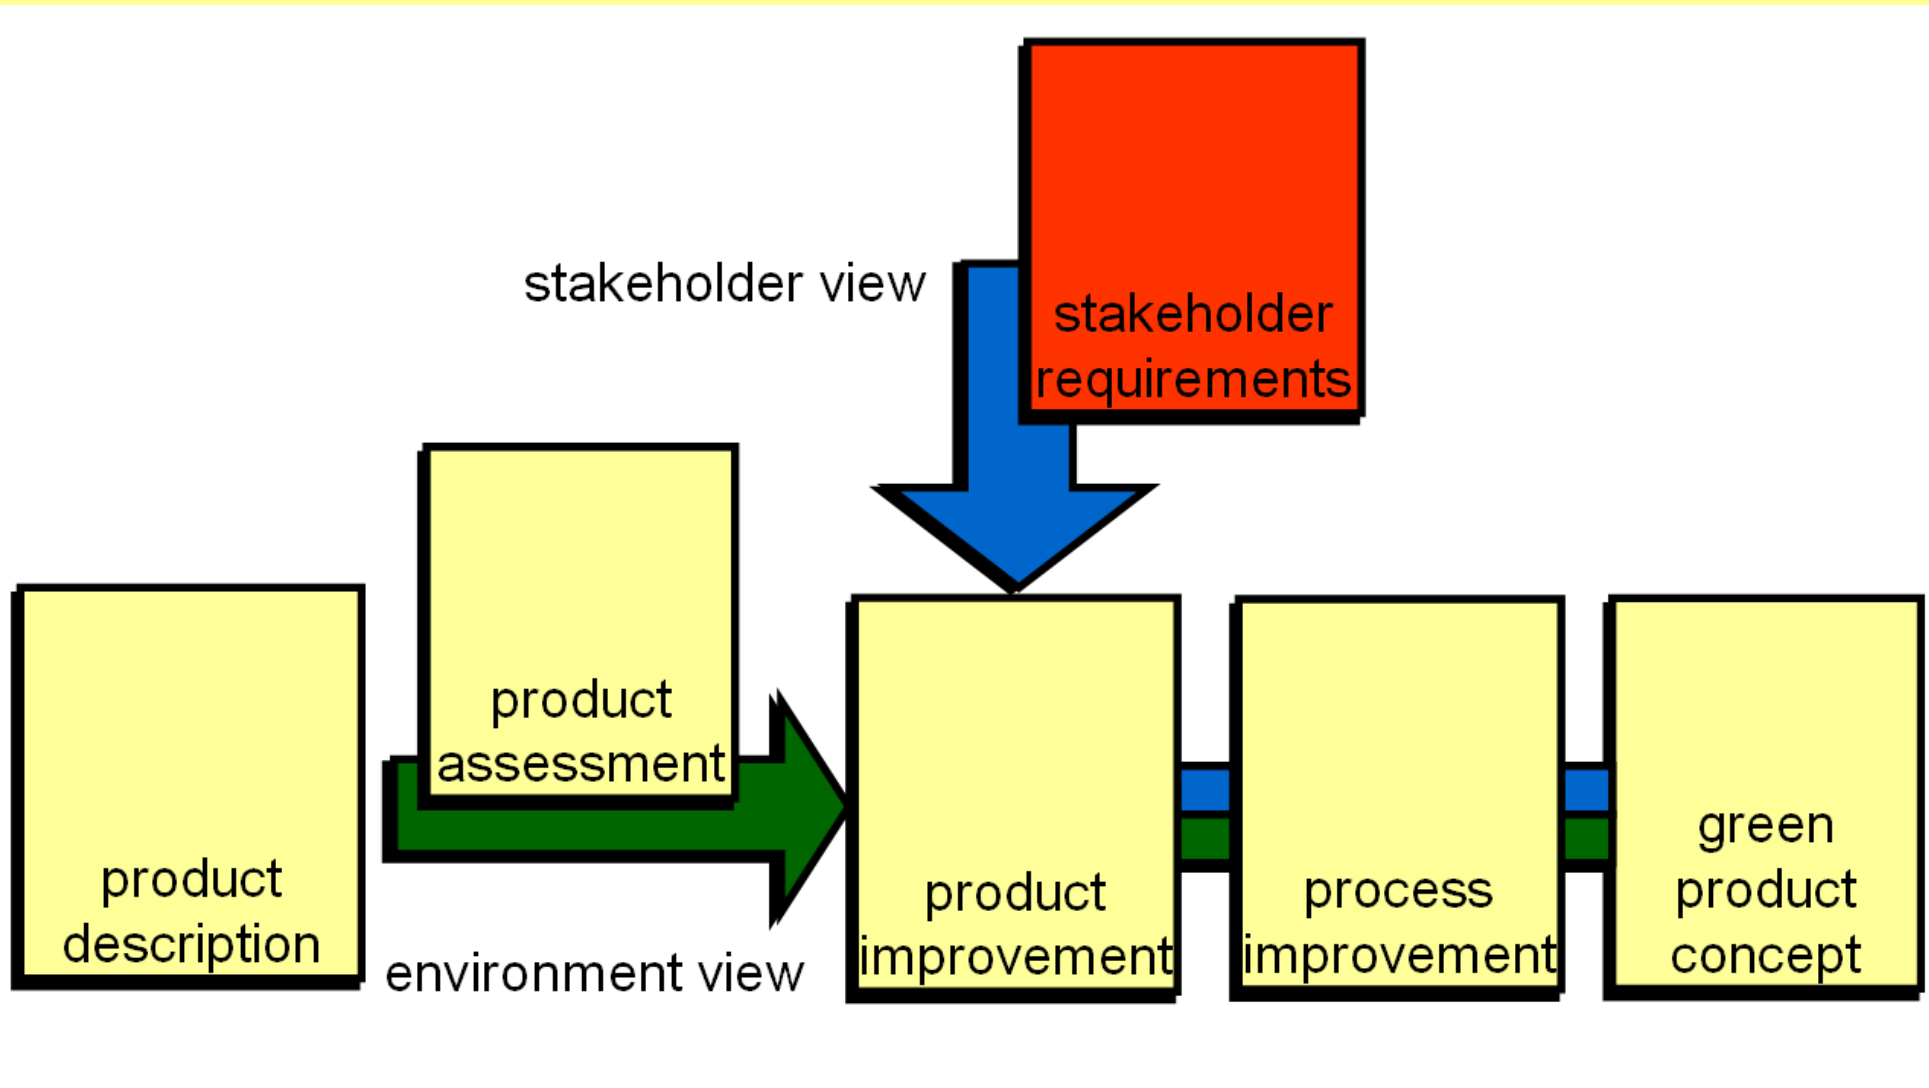 stakeholder view
stakeholder
requirements
product
assessment
product
description
environment view
product
improvement
process
improvement
green
product
concept